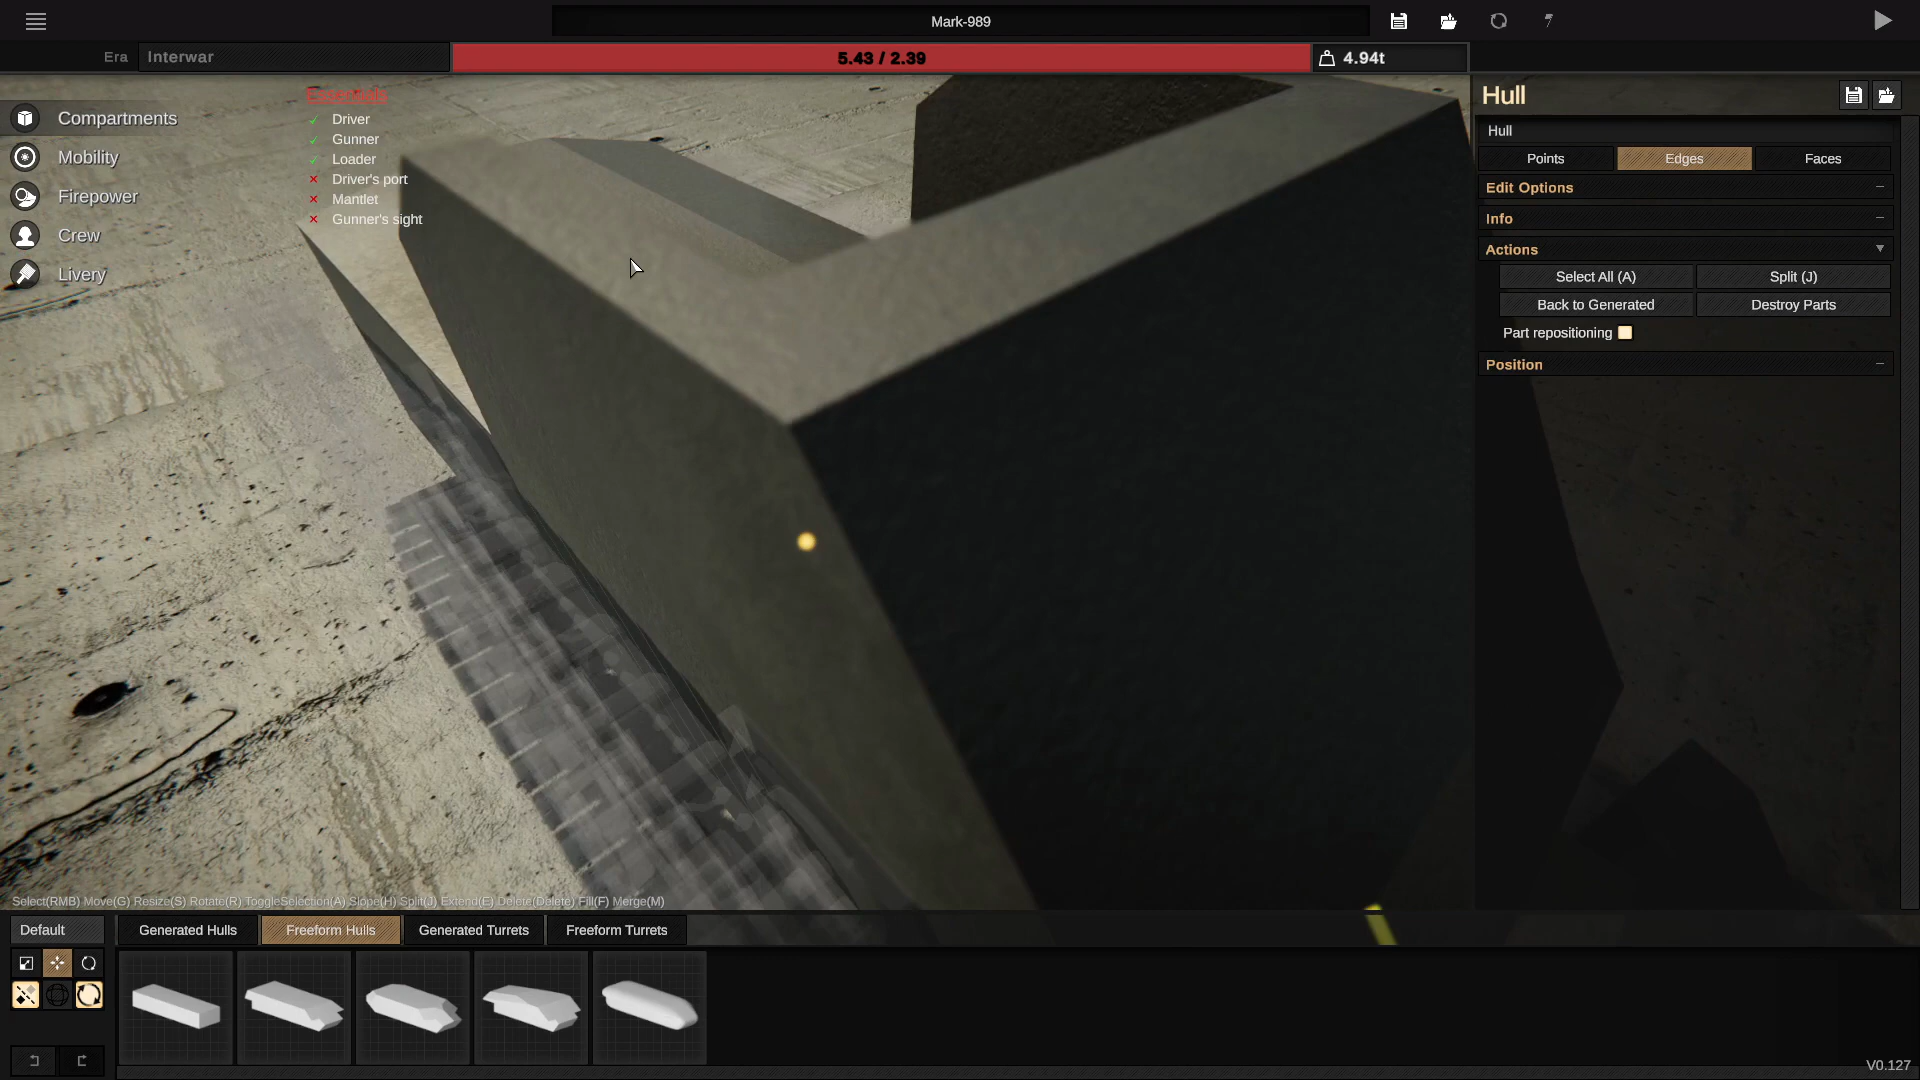 Mark-989
Era
Interwar
5.43 / 2.39
4.94t
Compartments
Mobility
Firepower
Crew
Livery
Essentials
Driver
Gunner
Loader
Driver's port
Mantlet
Gunner's sight
Hull
Hull
Points
Edges
Faces
Edit Options
Info
Actions
Select All (A)
Split (J)
Back to Generated
Destroy Parts
Part repositioning
Position
Select(RMB) Move(G) Resize(S) Rotate(R) ToggleSelection(A) Slope(H) Split(J) Extend(E) Delete(Delete) Fill(F) Merge(M)
Default
Generated Hulls
Freeform Hulls
Generated Turrets
Freeform Turrets
V0.127